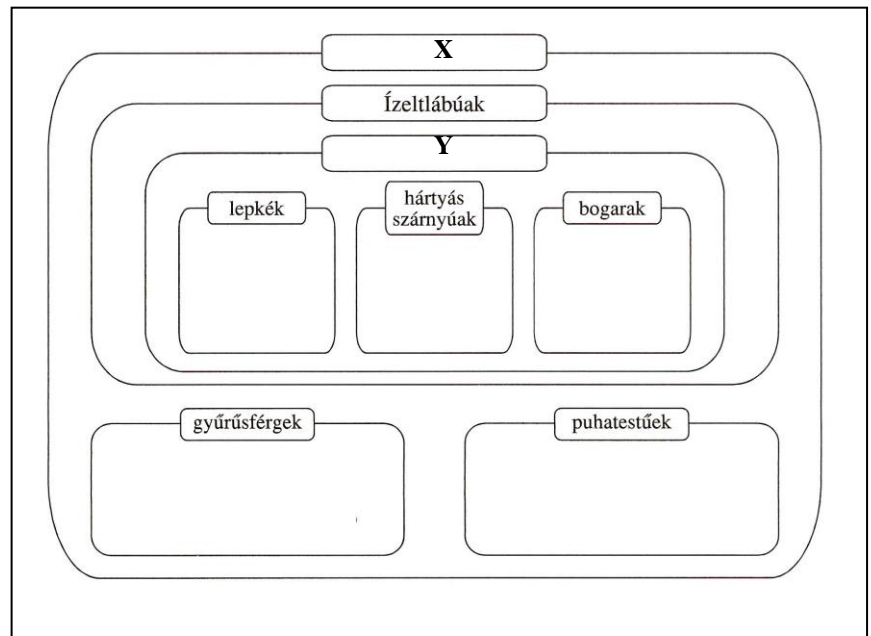 X
Ízeltlábúak
Y
lepkék
hártyás
szárnyúak
bogarak
gyűrűsférgek
puhatestűek